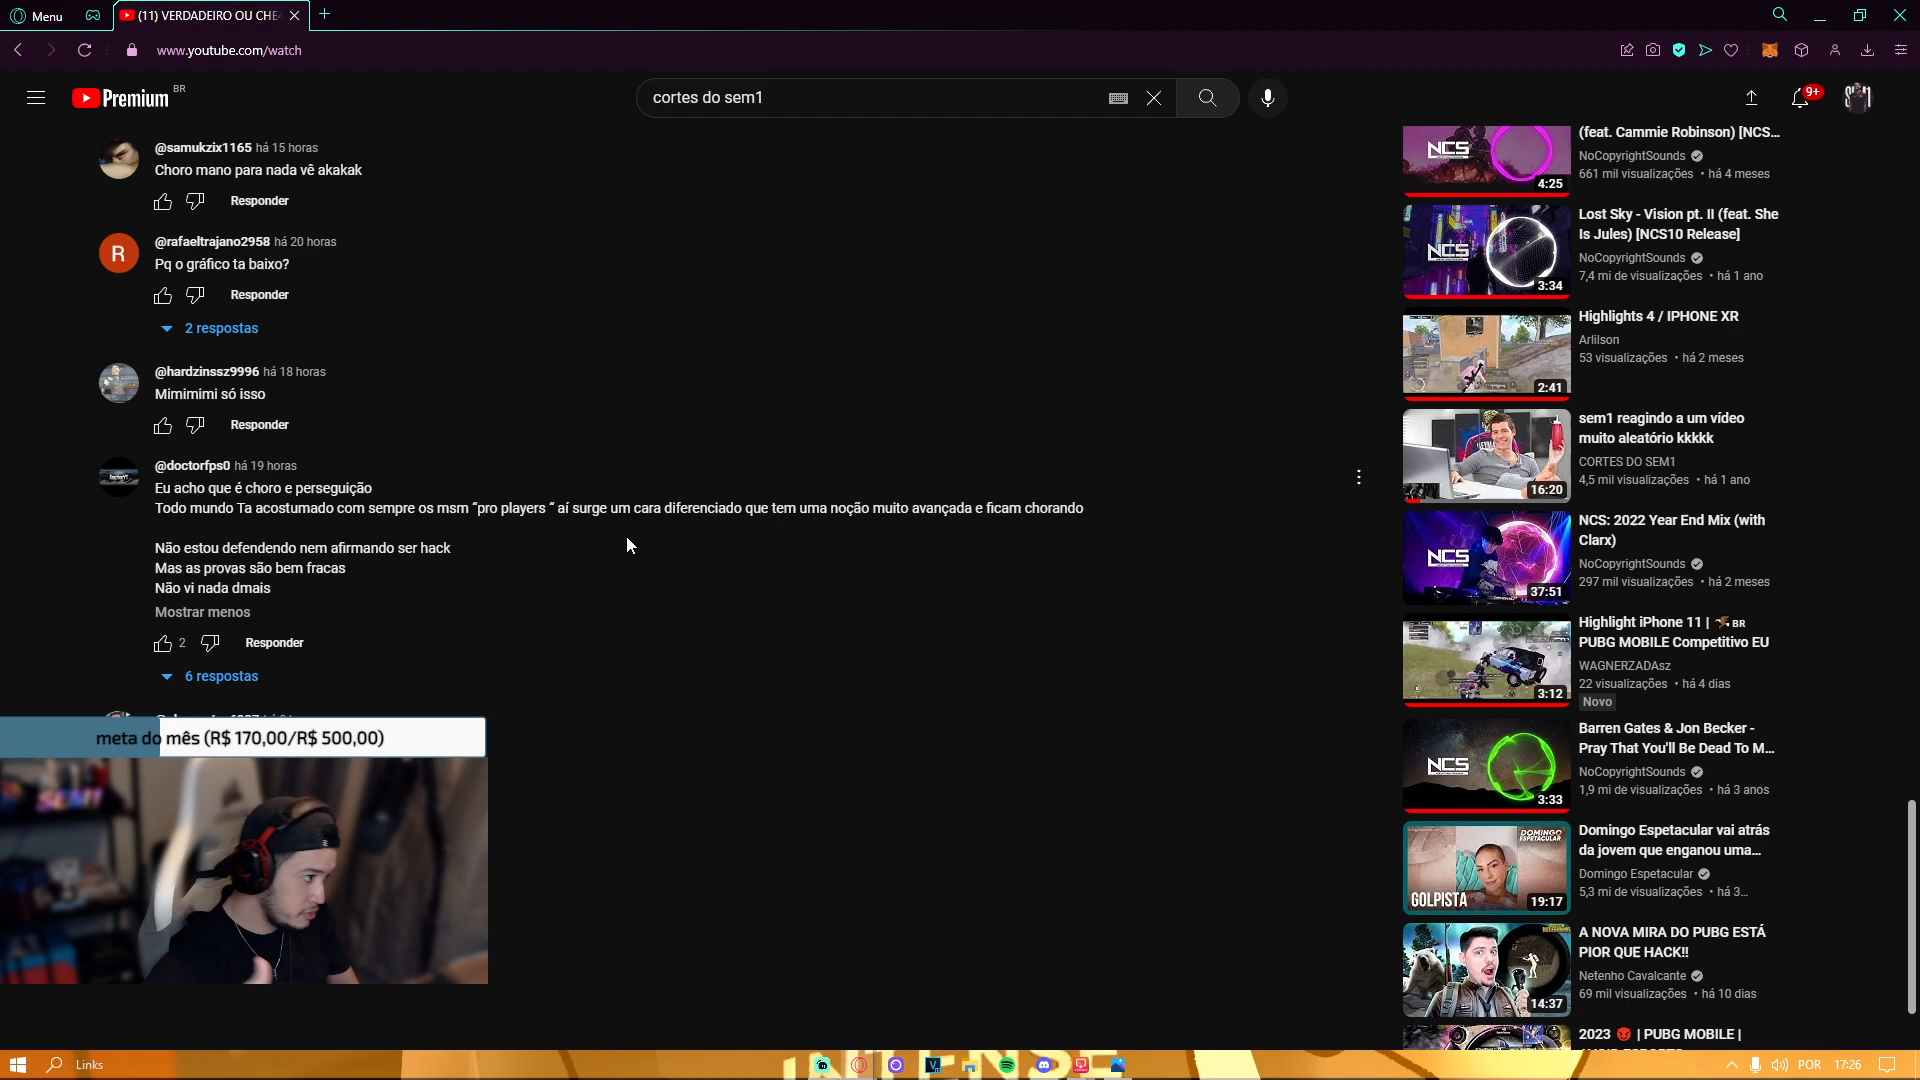 Menu
(11) VERDADEIRO OU CHE
www.youtube.com/watch
Premium BR
cortes do sem1
9+
@samukzix1165 há 15 horas
Choro mano para nada vê akakak
Responder
@rafaeltrajano2958 há 20 horas
R
Pq o gráfico ta baixo?
Responder
2 respostas
@hardzinssz9996 há 18 horas
Mimimimi só isso
Responder
@doctorfps0 há 19 horas
Eu acho que é choro e perseguição
Todo mundo Ta acostumado com sempre os msm “pro players “ aí surge um cara diferenciado que tem uma noção muito avançada e ficam chorando
Não estou defendendo nem afirmando ser hack
Mas as provas são bem fracas
Não vi nada dmais
Mostrar menos
2 Responder
6 respostas
meta do mês (R$ 170,00/R$ 500,00)
(feat. Cammie Robinson) [NCS...
NoCopyrightSounds
661 mil visualizações • há 4 meses
NCS
4:25
Lost Sky - Vision pt. II (feat. She
Is Jules) [NCS10 Release]
NoCopyrightSounds
7,4 mi de visualizações • há 1 ano
NCS
3:34
Highlights 4 / IPHONE XR
Arlilson
53 visualizações • há 2 meses
2:41
sem1 reagindo a um vídeo
muito aleatório kkkkk
CORTES DO SEM1
4,5 mil visualizações • há 1 ano
16:20
NCS: 2022 Year End Mix (with
Clarx)
NoCopyrightSounds
297 mil visualizações • há 2 meses
NCS
37:51
Highlight iPhone 11 | BR
PUBG MOBILE Competitivo EU
WAGNERZADAsz
22 visualizações • há 4 dias
Novo
3:12
Barren Gates & Jon Becker -
Pray That You'll Be Dead To M...
NoCopyrightSounds
1,9 mi de visualizações • há 3 anos
NCS
3:33
Domingo Espetacular vai atrás
da jovem que enganou uma...
Domingo Espetacular
5,3 mi de visualizações • há 3...
DOMINGO
ESPETACULAR
GOLPISTA
19:17
A NOVA MIRA DO PUBG ESTÁ
PIOR QUE HACK!!
Netenho Cavalcante
69 mil visualizações • há 10 dias
14:37
2023 😈 | PUBG MOBILE |
Links
POR 17:26